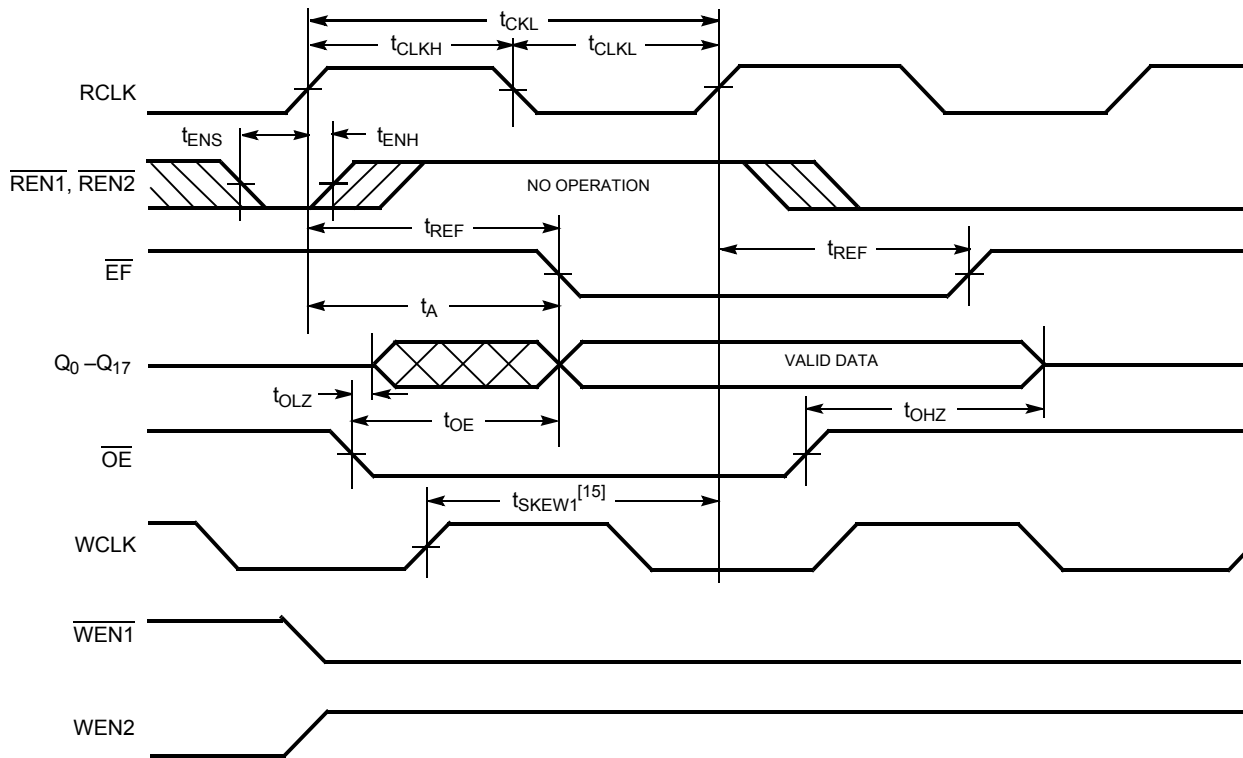 tCKL
tCLKH tCLKL
RCLK
tENS tENH
REN1, REN2 NO OPERATION
tREF
tREF
EF
tA
Q0 –Q17 VALID DATA
tOLZ tOE tOHZ
OE
tSKEW1[15]
WCLK
WEN1
WEN2